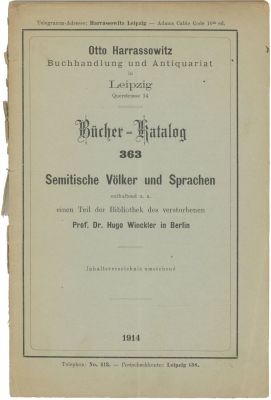 Telegramm-Adresse: Harrassowitz Leipzig — Adams Cable Code 10th ed.
Otto Harrassowitz
Buchhandlung und Antiquariat
in
Leipzig
Querstrasse 14
Bücher-Katalog
363
Semitische Völker und Sprachen
enthaltend u. a.
einen Teil der Bibliothek des verstorbenen
Prof. Dr. Hugo Winckler in Berlin
Inhaltsverzeichnis umstehend
1914
Telephon: No. 312. — Postscheckkonto: Leipzig